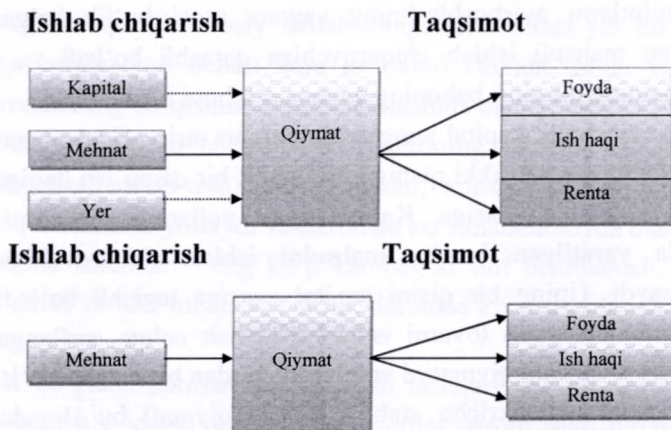 Ishlab chiqarish Taqsimot
Kapital
Mehnat
Yer
Qiymat
Foyda
Ish haqi
Renta
Ishlab chiqarish Taqsimot
Mehnat
Qiymat
Foyda
Ish haqi
Renta